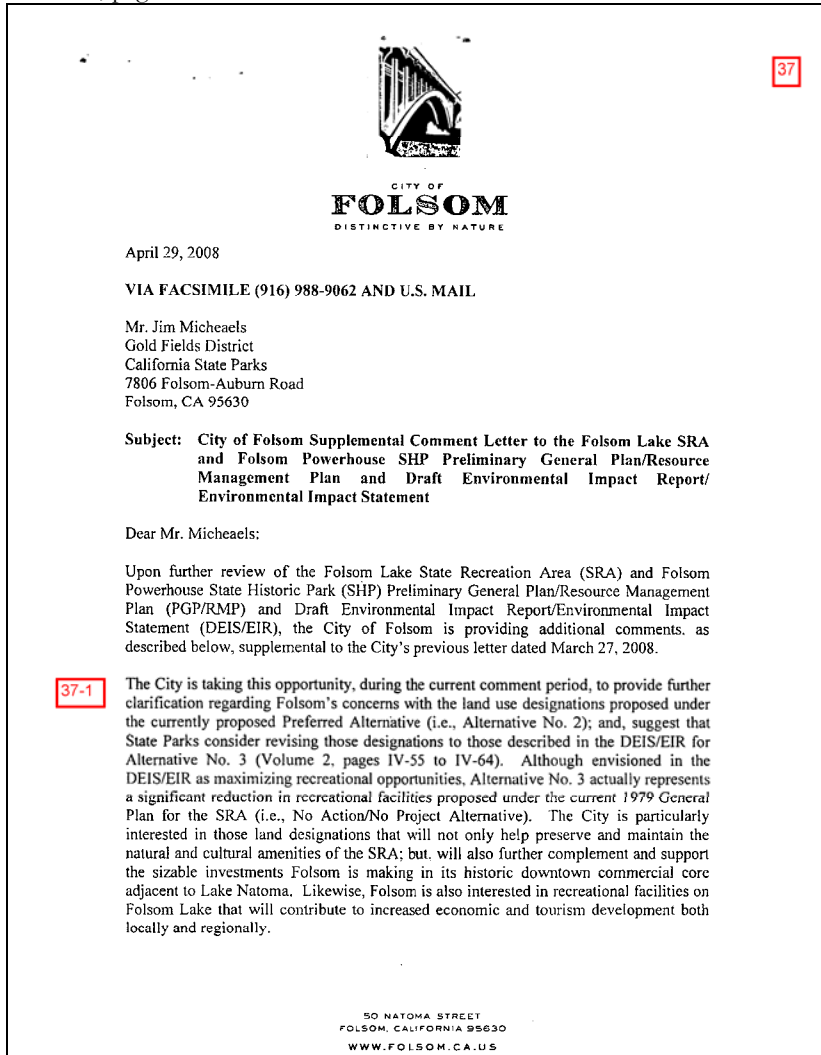 37
CITY OF
FOLSOM
DISTINCTIVE BY NATURE
April 29, 2008
VIA FACSIMILE (916) 988-9062 AND U.S. MAIL
Mr. Jim Micheaels
Gold Fields District
California State Parks
7806 Folsom-Auburn Road
Folsom, CA 95630
Subject: City of Folsom Supplemental Comment Letter to the Folsom Lake SRA
and Folsom Powerhouse SHP Preliminary General Plan/Resource
Management Plan and Draft Environmental Impact Report/
Environmental Impact Statement
Dear Mr. Micheaels:
Upon further review of the Folsom Lake State Recreation Area (SRA) and Folsom
Powerhouse State Historic Park (SHP) Preliminary General Plan/Resource Management
Plan (PGP/RMP) and Draft Environmental Impact Report/Environmental Impact
Statement (DEIS/EIR), the City of Folsom is providing additional comments. as
described below, supplemental to the City's previous letter dated March 27, 2008.
37-1
The City is taking this opportunity, during the current comment period, to provide further
clarification regarding Folsom's concerns with the land use designations proposed under
the currently proposed Preferred Alternative (i.e., Alternative No. 2); and, suggest that
State Parks consider revising those designations to those described in the DEIS/EIR for
Alternative No. 3 (Volume 2, pages IV-55 to IV-64). Although envisioned in the
DEIS/EIR as maximizing recreational opportunities, Alternative No. 3 actually represents
a significant reduction in recreational facilities proposed under the current 1979 General
Plan for the SRA (i.e., No Action/No Project Alternative). The City is particularly
interested in those land designations that will not only help preserve and maintain the
natural and cultural amenities of the SRA; but, will also further complement and support
the sizable investments Folsom is making in its historic downtown commercial core
adjacent to Lake Natoma. Likewise, Folsom is also interested in recreational facilities on
Folsom Lake that will contribute to increased economic and tourism development both
locally and regionally.
50 NATOMA STREET
FOLSOM, CALIFORNIA 95630
WWW.FOLSOM.CA.US